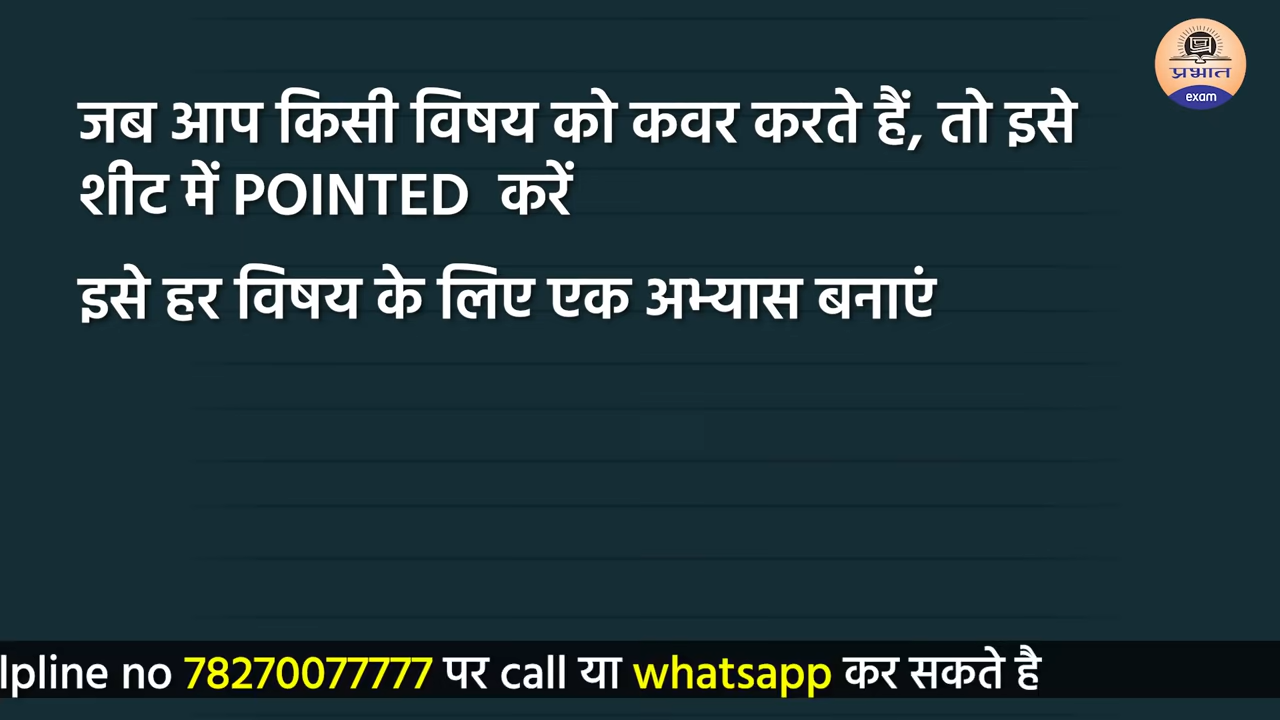 प्रभात
exam
जब आप किसी विषय को कवर करते हैं, तो इसे
शीट में POINTED करें
इसे हर विषय के लिए एक अभ्यास बनाएं
lpline no 78270077777 पर call या whatsapp कर सकते है